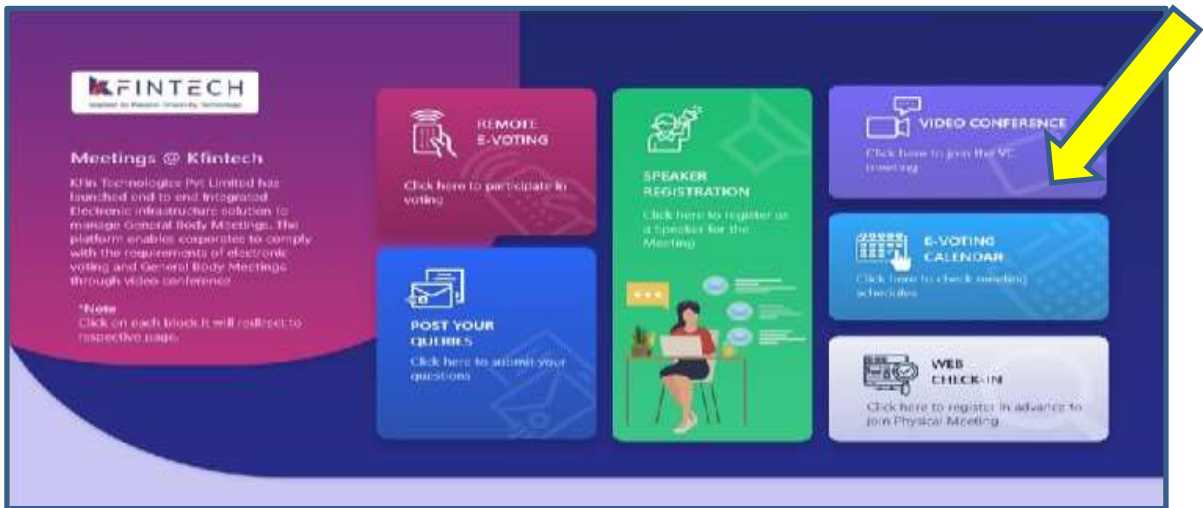 KFINTECH
Meetings @ Kfintech
KFin Technologies Pvt Limited has
launched end to end Integrated
Electronic infrastructure solution to
manage General Body Meetings. The
platform enables corporates to comply
with the requirements of electronic
voting and General Body Meetings
through video conference
*Note
Click on each block it will redirect to
respective page.
REMOTE
E-VOTING
Click here to participate in
voting
POST YOUR
QUERIES
Click here to submit your
questions
SPEAKER
REGISTRATION
Click here to register as
a Speaker for the
Meeting
VIDEO CONFERENCE
Click here to join the VC
meeting
E-VOTING
CALENDAR
Click here to check meeting
schedules
WEB
CHECK-IN
Click here to register in advance to
join Physical Meeting